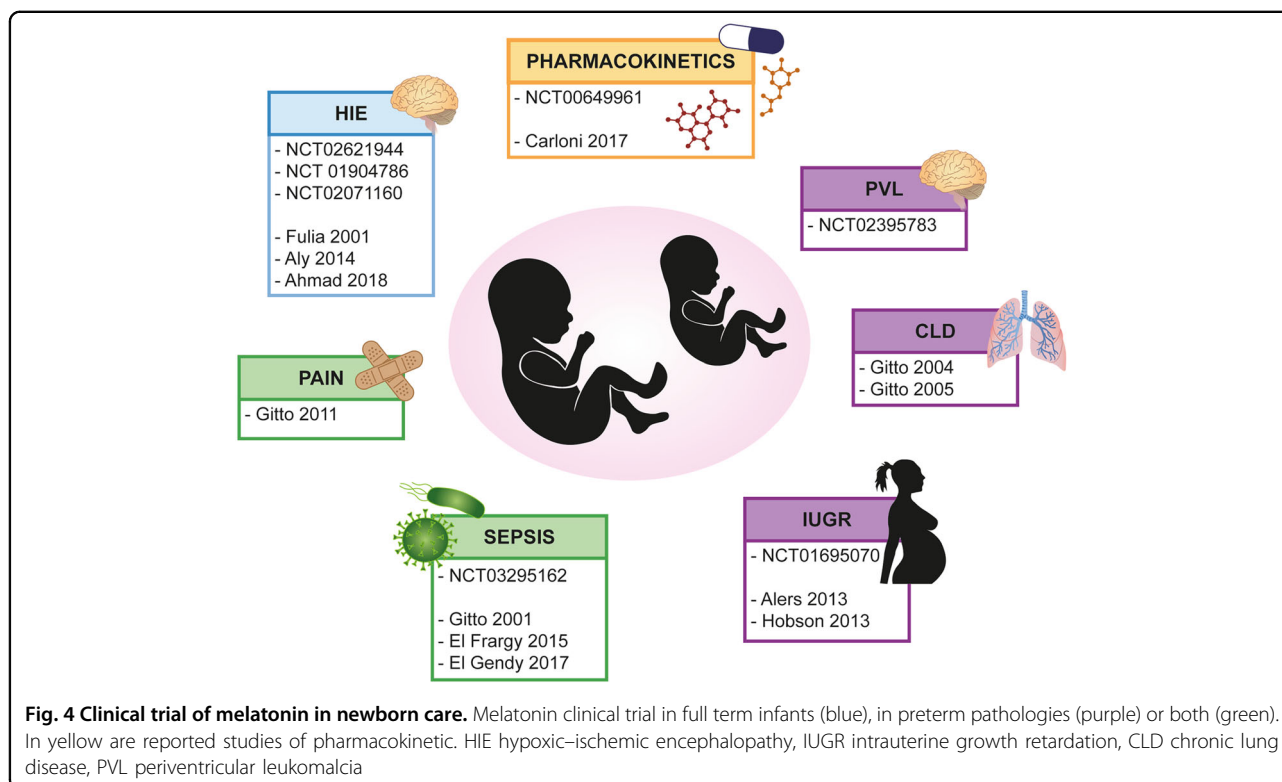 PHARMACOKINETICS
- NCT00649961
- Carloni 2017
HIE
- NCT02621944
- NCT 01904786
- NCT02071160
- Fulia 2001
- Aly 2014
- Ahmad 2018
PVL
- NCT02395783
CLD
- Gitto 2004
- Gitto 2005
PAIN
- Gitto 2011
SEPSIS
- NCT03295162
- Gitto 2001
- El Frargy 2015
- El Gendy 2017
IUGR
- NCT01695070
- Alers 2013
- Hobson 2013
Fig. 4 Clinical trial of melatonin in newborn care. Melatonin clinical trial in full term infants (blue), in preterm pathologies (purple) or both (green).
In yellow are reported studies of pharmacokinetic. HIE hypoxic–ischemic encephalopathy, IUGR intrauterine growth retardation, CLD chronic lung
disease, PVL periventricular leukomalcia